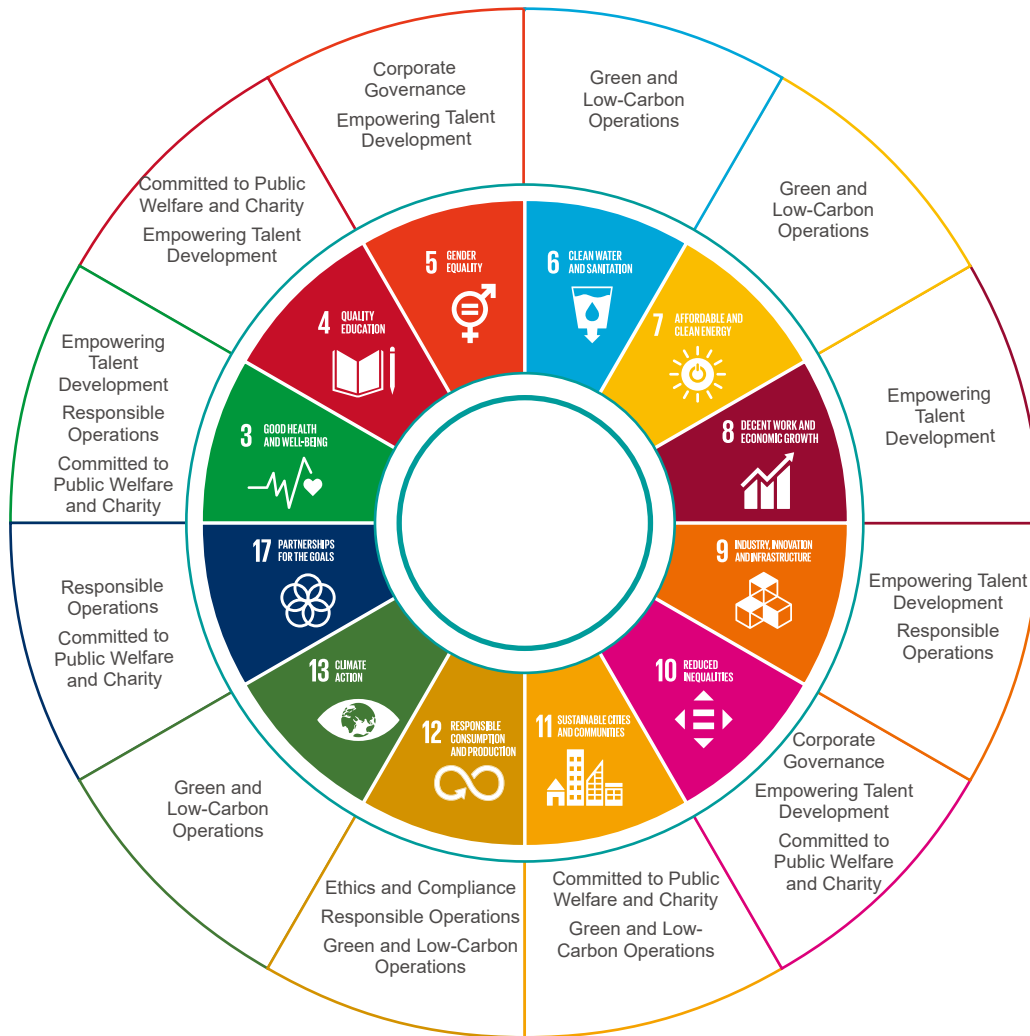 Corporate
Governance
Empowering Talent
Development
Green and
Low-Carbon
Operations
Green and
Low-Carbon
Operations
Empowering
Talent
Development
Empowering Talent
Development
Responsible
Operations
Corporate
Governance
Empowering Talent
Development
Committed to
Public Welfare
and Charity
Committed to Public
Welfare and Charity
Green and Low-
Carbon Operations
Ethics and Compliance
Responsible Operations
Green and Low-Carbon
Operations
Green and
Low-Carbon
Operations
Responsible
Operations
Committed to
Public Welfare
and Charity
Empowering
Talent
Development
Responsible
Operations
Committed to
Public Welfare
and Charity
Committed to Public
Welfare and Charity
Empowering Talent
Development
5 GENDER
EQUALITY
6 CLEAN WATER
AND SANITATION
7 AFFORDABLE AND
CLEAN ENERGY
8 DECENT WORK AND
ECONOMIC GROWTH
9 INDUSTRY, INNOVATION
AND INFRASTRUCTURE
10 REDUCED
INEQUALITIES
11 SUSTAINABLE CITIES
AND COMMUNITIES
12 RESPONSIBLE
CONSUMPTION
AND PRODUCTION
13 CLIMATE
ACTION
17 PARTNERSHIPS
FOR THE GOALS
3 GOOD HEALTH
AND WELL-BEING
4 QUALITY
EDUCATION